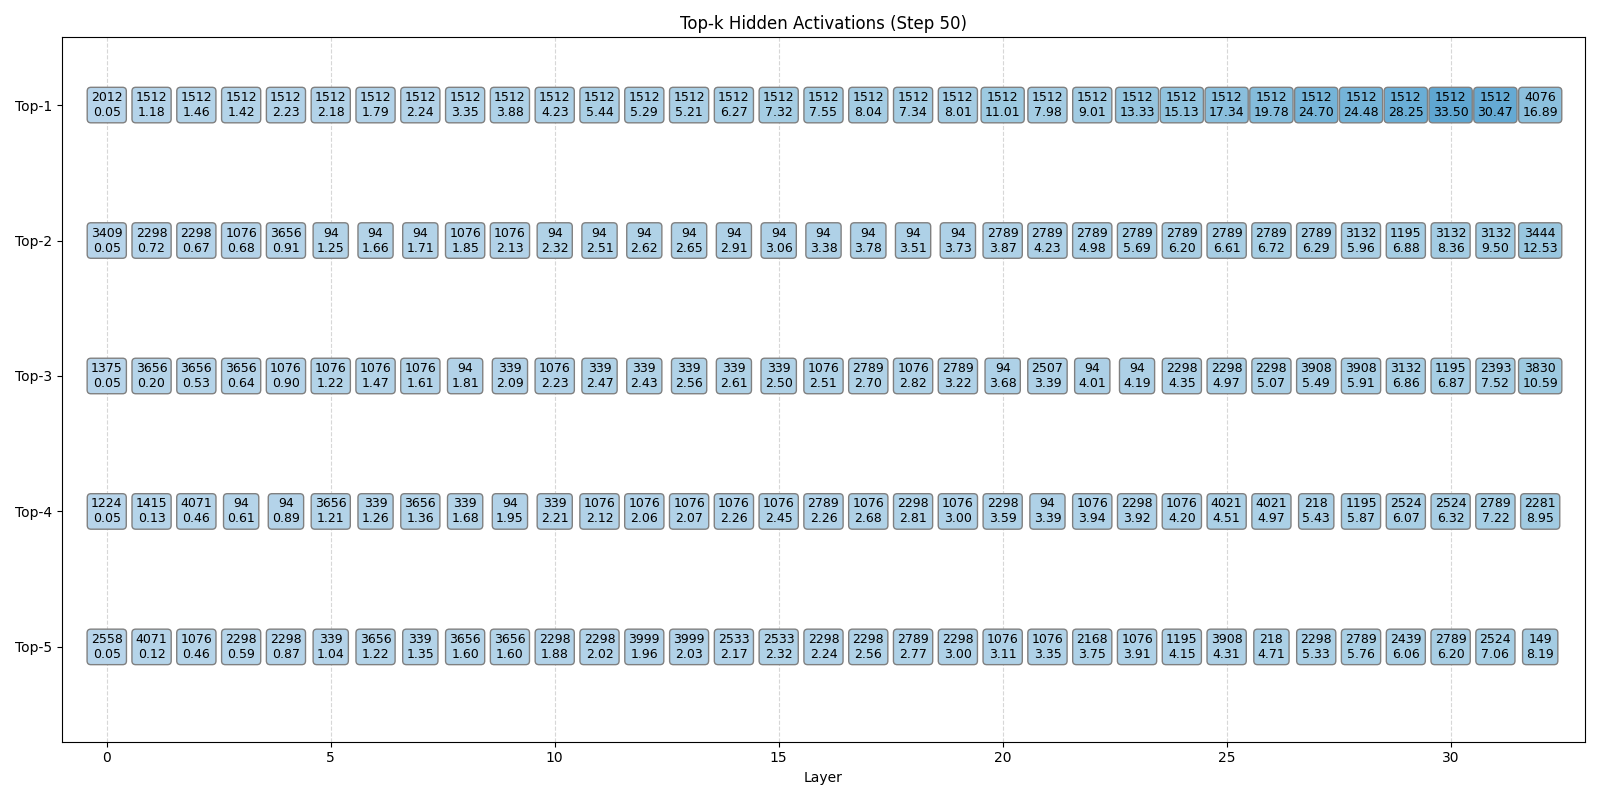 Top-k Hidden Activations (Step 50)
Top-1
2012 1512 1512 1512 1512 1512 1512 1512 1512 1512 1512 1512 1512 1512 1512 1512 1512 1512 1512 1512 1512 1512 1512 1512 1512 1512 1512 1512 1512 1512 1512 1512 4076
0.05 1.18 1.46 1.42 2.23 2.18 1.79 2.24 3.35 3.88 4.23 5.44 5.29 5.21 6.27 7.32 7.55 8.04 7.34 8.01 11.01 7.98 9.01 13.33 15.13 17.34 19.78 24.70 24.48 28.25 33.50 30.47 16.89
Top-2
3409 2298 2298 1076 3656 94 94 94 1076 1076 94 94 94 94 94 94 94 94 94 94 2789 2789 2789 2789 2789 2789 2789 2789 3132 1195 3132 3132 3444
0.05 0.72 0.67 0.68 0.91 1.25 1.66 1.71 1.85 2.13 2.32 2.51 2.62 2.65 2.91 3.06 3.38 3.78 3.51 3.73 3.87 4.23 4.98 5.69 6.20 6.61 6.72 6.29 5.96 6.88 8.36 9.50 12.53
Top-3
1375 3656 3656 3656 1076 1076 1076 1076 94 339 1076 339 339 339 339 339 1076 2789 1076 2789 94 2507 94 94 2298 2298 2298 3908 3908 3132 1195 2393 3830
0.05 0.20 0.53 0.64 0.90 1.22 1.47 1.61 1.81 2.09 2.23 2.47 2.43 2.56 2.61 2.50 2.51 2.70 2.82 3.22 3.68 3.39 4.01 4.19 4.35 4.97 5.07 5.49 5.91 6.86 6.87 7.52 10.59
Top-4
1224 1415 4071 94 94 3656 339 3656 339 94 339 1076 1076 1076 1076 1076 2789 1076 2298 1076 2298 94 1076 2298 1076 4021 4021 218 1195 2524 2524 2789 2281
0.05 0.13 0.46 0.61 0.89 1.21 1.26 1.36 1.68 1.95 2.21 2.12 2.06 2.07 2.26 2.45 2.26 2.68 2.81 3.00 3.59 3.39 3.94 3.92 4.20 4.51 4.97 5.43 5.87 6.07 6.32 7.22 8.95
Top-5
2558 4071 1076 2298 2298 339 3656 339 3656 3656 2298 2298 3999 3999 2533 2533 2298 2298 2789 2298 1076 1076 2168 1076 1195 3908 218 2298 2789 2439 2789 2524 149
0.05 0.12 0.46 0.59 0.87 1.04 1.22 1.35 1.60 1.60 1.88 2.02 1.96 2.03 2.17 2.32 2.24 2.56 2.77 3.00 3.11 3.35 3.75 3.91 4.15 4.31 4.71 5.33 5.76 6.06 6.20 7.06 8.19
0 5 10 15 20 25 30
Layer